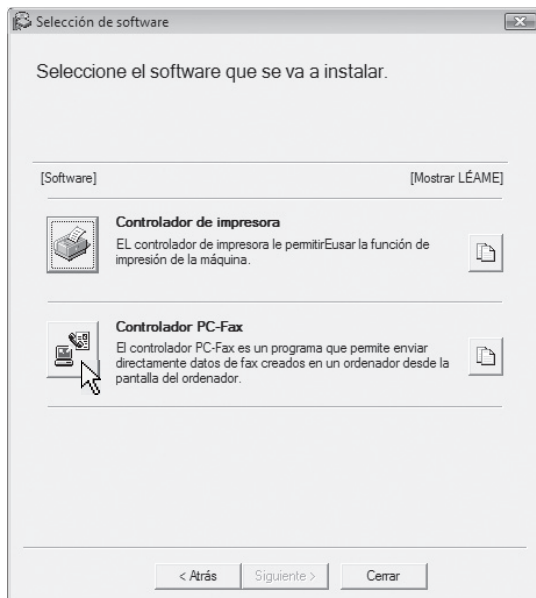 Selección de software
Seleccione el software que se va a instalar.
[Software] [Mostrar LÉAME]
Controlador de impresora
EL controlador de impresora le permitirEusar la función de
impresión de la máquina.
Controlador PC-Fax
El controlador PC-Fax es un programa que permite enviar
directamente datos de fax creados en un ordenador desde la
pantalla del ordenador.
< Atrás Siguiente > Cerrar